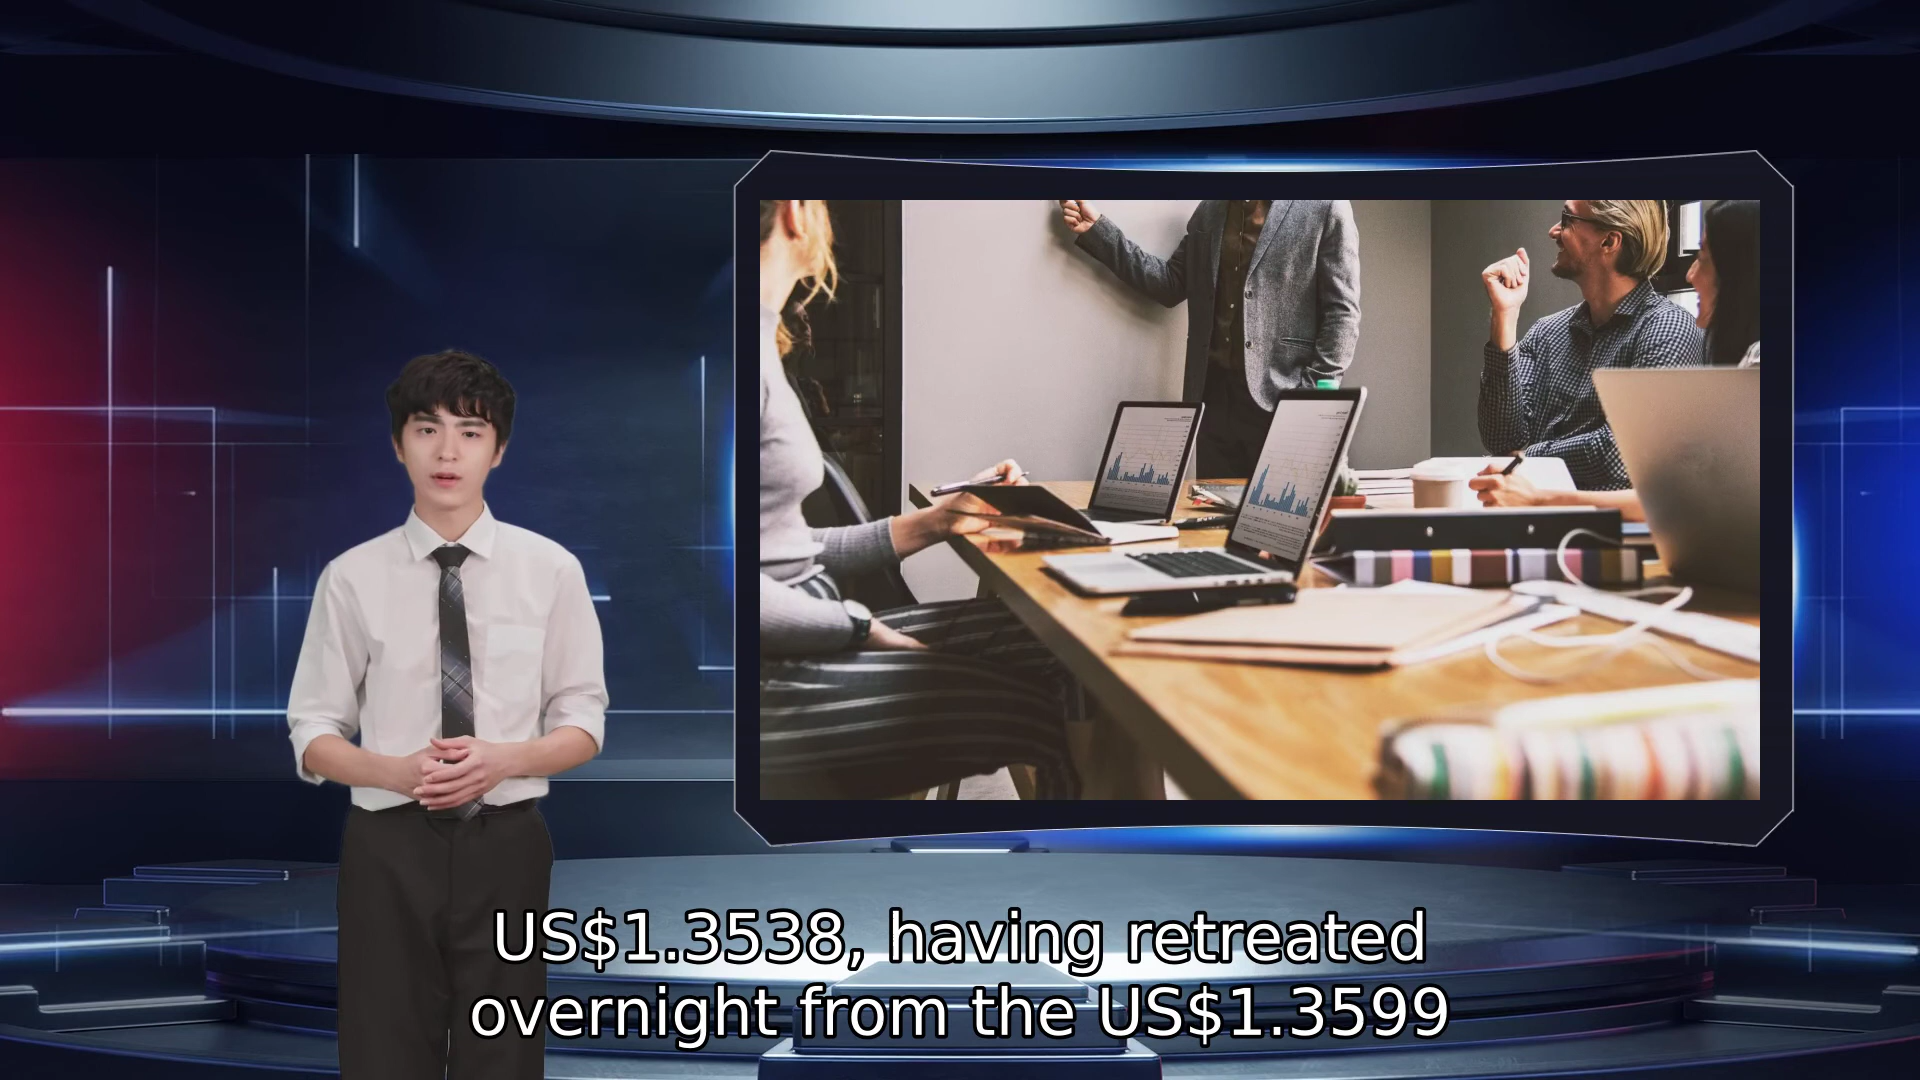 US$1.3538, having retreated
overnight from the US$1.3599